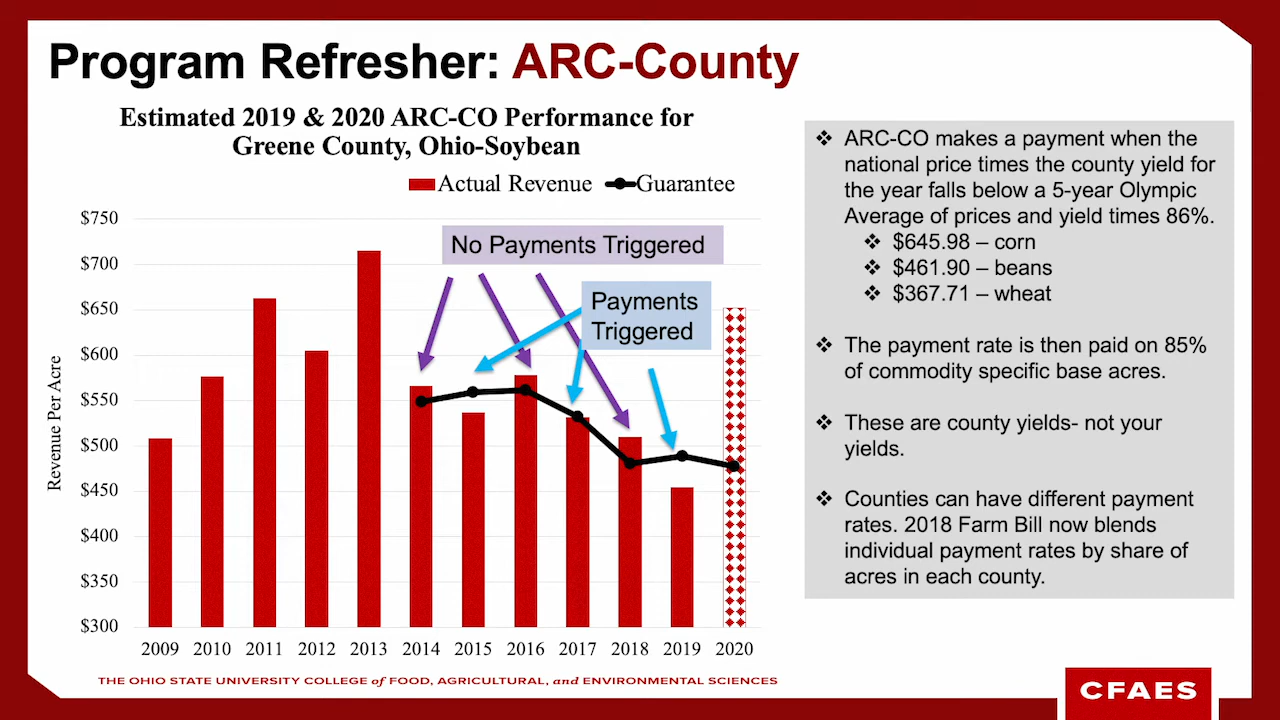 Program Refresher: ARC-County
Estimated 2019 & 2020 ARC-CO Performance for
Greene County, Ohio-Soybean
Actual Revenue
Guarantee
Revenue Per Acre
$750
$700
$650
$600
$550
$500
$450
$400
$350
$300
No Payments Triggered
Payments
Triggered
2009 2010 2011 2012 2013 2014 2015 2016 2017 2018 2019 2020
❖ ARC-CO makes a payment when the
national price times the county yield for
the year falls below a 5-year Olympic
Average of prices and yield times 86%.
❖ $645.98 – corn
❖ $461.90 – beans
❖ $367.71 – wheat
❖ The payment rate is then paid on 85%
of commodity specific base acres.
❖ These are county yields- not your
yields.
❖ Counties can have different payment
rates. 2018 Farm Bill now blends
individual payment rates by share of
acres in each county.
THE OHIO STATE UNIVERSITY COLLEGE of FOOD, AGRICULTURAL, and ENVIRONMENTAL SCIENCES
CFAES